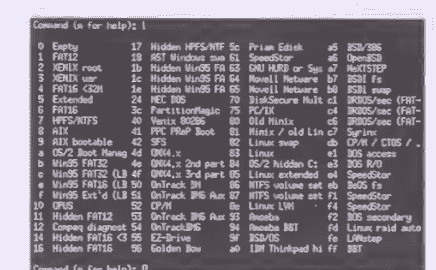 Command (m for help): l
0 Empty 17 Hidden HPFS/NTF 5c Priam Edisk a5 BSD/386
1 FAT12 18 AST Windows swa 61 SpeedStor a6 OpenBSD
2 XENIX root 1b Hidden Win95 FA 63 GNU HURD or Sys a7 NeXTSTEP
3 XENIX usr 1c Hidden Win95 FA 64 Novell Netware b7 BSDI fs
4 FAT16 <32M 1e Hidden Win95 FA 65 Novell Netware b8 BSDI swap
5 Extended 24 NEC DOS 70 DiskSecure Mult c1 DRDOS/sec (FAT-
6 FAT16 3c PartitionMagic 75 PC/IX c4 DRDOS/sec (FAT-
7 HPFS/NTFS 40 Venix 80286 80 Old Minix c6 DRDOS/sec (FAT-
8 AIX 41 PPC PReP Boot 81 Minix / old Lin c7 Syrinx
9 AIX bootable 42 SFS 82 Linux swap db CP/M / CTOS / .
a OS/2 Boot Manag 4d QNX4.x 83 Linux e1 DOS access
b Win95 FAT32 4e QNX4.x 2nd part 84 OS/2 hidden C: e3 DOS R/O
c Win95 FAT32 (LB 4f QNX4.x 3rd part 85 Linux extended e4 SpeedStor
e Win95 FAT16 (LB 50 OnTrack DM 86 NTFS volume set eb BeOS fs
f Win95 Ext'd (LB 51 OnTrack DM6 Aux 87 NTFS volume set f1 SpeedStor
10 OPUS 52 CP/M 8e Linux LVM f4 SpeedStor
11 Hidden FAT12 53 OnTrack DM6 Aux 93 Amoeba f2 DOS secondary
12 Compaq diagnost 54 OnTrackDM6 94 Amoeba BBT fd Linux raid auto
14 Hidden FAT16 <3 55 EZ-Drive 9f BSD/OS fe LANstep
16 Hidden FAT16 56 Golden Bow a0 IBM Thinkpad hi ff BBT
Command (m for help):